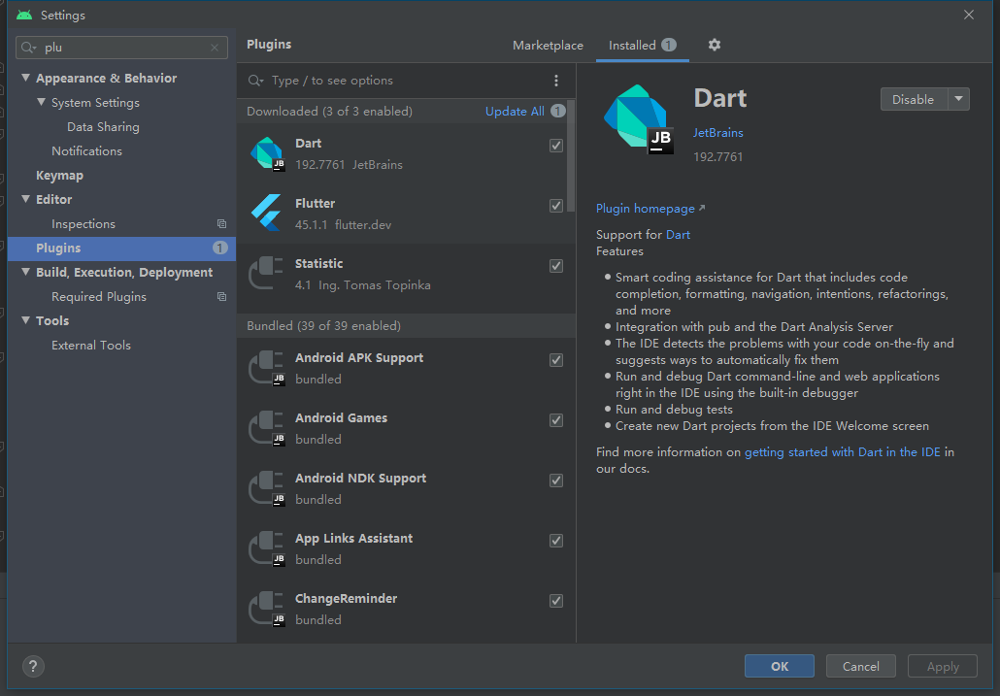 Settings
plu
Appearance & Behavior
System Settings
Data Sharing
Notifications
Keymap
Editor
Inspections
Plugins 1
Build, Execution, Deployment
Required Plugins
Tools
External Tools
Plugins
Marketplace
Installed 1
Type / to see options
Downloaded (3 of 3 enabled) Update All 1
Dart
192.7761 JetBrains
JB
Flutter
45.1.1 flutter.dev
Statistic
4.1 Ing. Tomas Topinka
Bundled (39 of 39 enabled)
Android APK Support
bundled
JB
Android Games
bundled
JB
Android NDK Support
bundled
JB
App Links Assistant
bundled
JB
ChangeReminder
bundled
JB
JB
Dart
Disable
JetBrains
192.7761
Plugin homepage ↗
Support for Dart
Features
• Smart coding assistance for Dart that includes code
completion, formatting, navigation, intentions, refactorings,
and more
• Integration with pub and the Dart Analysis Server
• The IDE detects the problems with your code on-the-fly and
suggests ways to automatically fix them
• Run and debug Dart command-line and web applications
right in the IDE using the built-in debugger
• Run and debug tests
• Create new Dart projects from the IDE Welcome screen
Find more information on getting started with Dart in the IDE in
our docs.
?
OK
Cancel
Apply